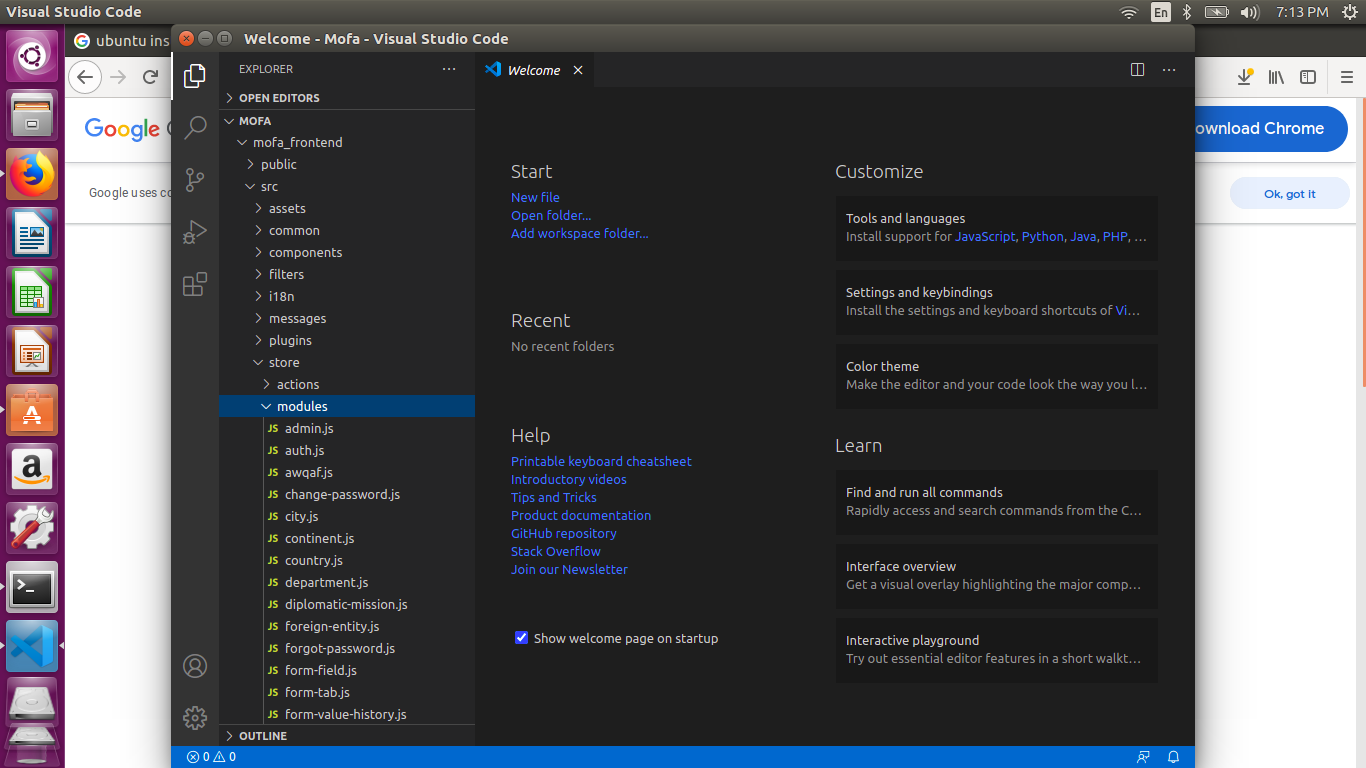 Visual Studio Code
En
7:13 PM
ubuntu ins
Google
Google uses co
ownload Chrome
Ok, got it
Welcome - Mofa - Visual Studio Code
EXPLORER
OPEN EDITORS
MOFA
mofa_frontend
public
src
assets
common
components
filters
i18n
messages
plugins
store
actions
modules
JS admin.js
JS auth.js
JS awqaf.js
JS change-password.js
JS city.js
JS continent.js
JS country.js
JS department.js
JS diplomatic-mission.js
JS foreign-entity.js
JS forgot-password.js
JS form-field.js
JS form-tab.js
JS form-value-history.js
OUTLINE
Welcome
Start
New file
Open folder...
Add workspace folder...
Recent
No recent folders
Help
Printable keyboard cheatsheet
Introductory videos
Tips and Tricks
Product documentation
GitHub repository
Stack Overflow
Join our Newsletter
Show welcome page on startup
Customize
Tools and languages
Install support for JavaScript, Python, Java, PHP, ...
Settings and keybindings
Install the settings and keyboard shortcuts of Vi...
Color theme
Make the editor and your code look the way you l...
Learn
Find and run all commands
Rapidly access and search commands from the C...
Interface overview
Get a visual overlay highlighting the major comp...
Interactive playground
Try out essential editor features in a short walkt...
0 0